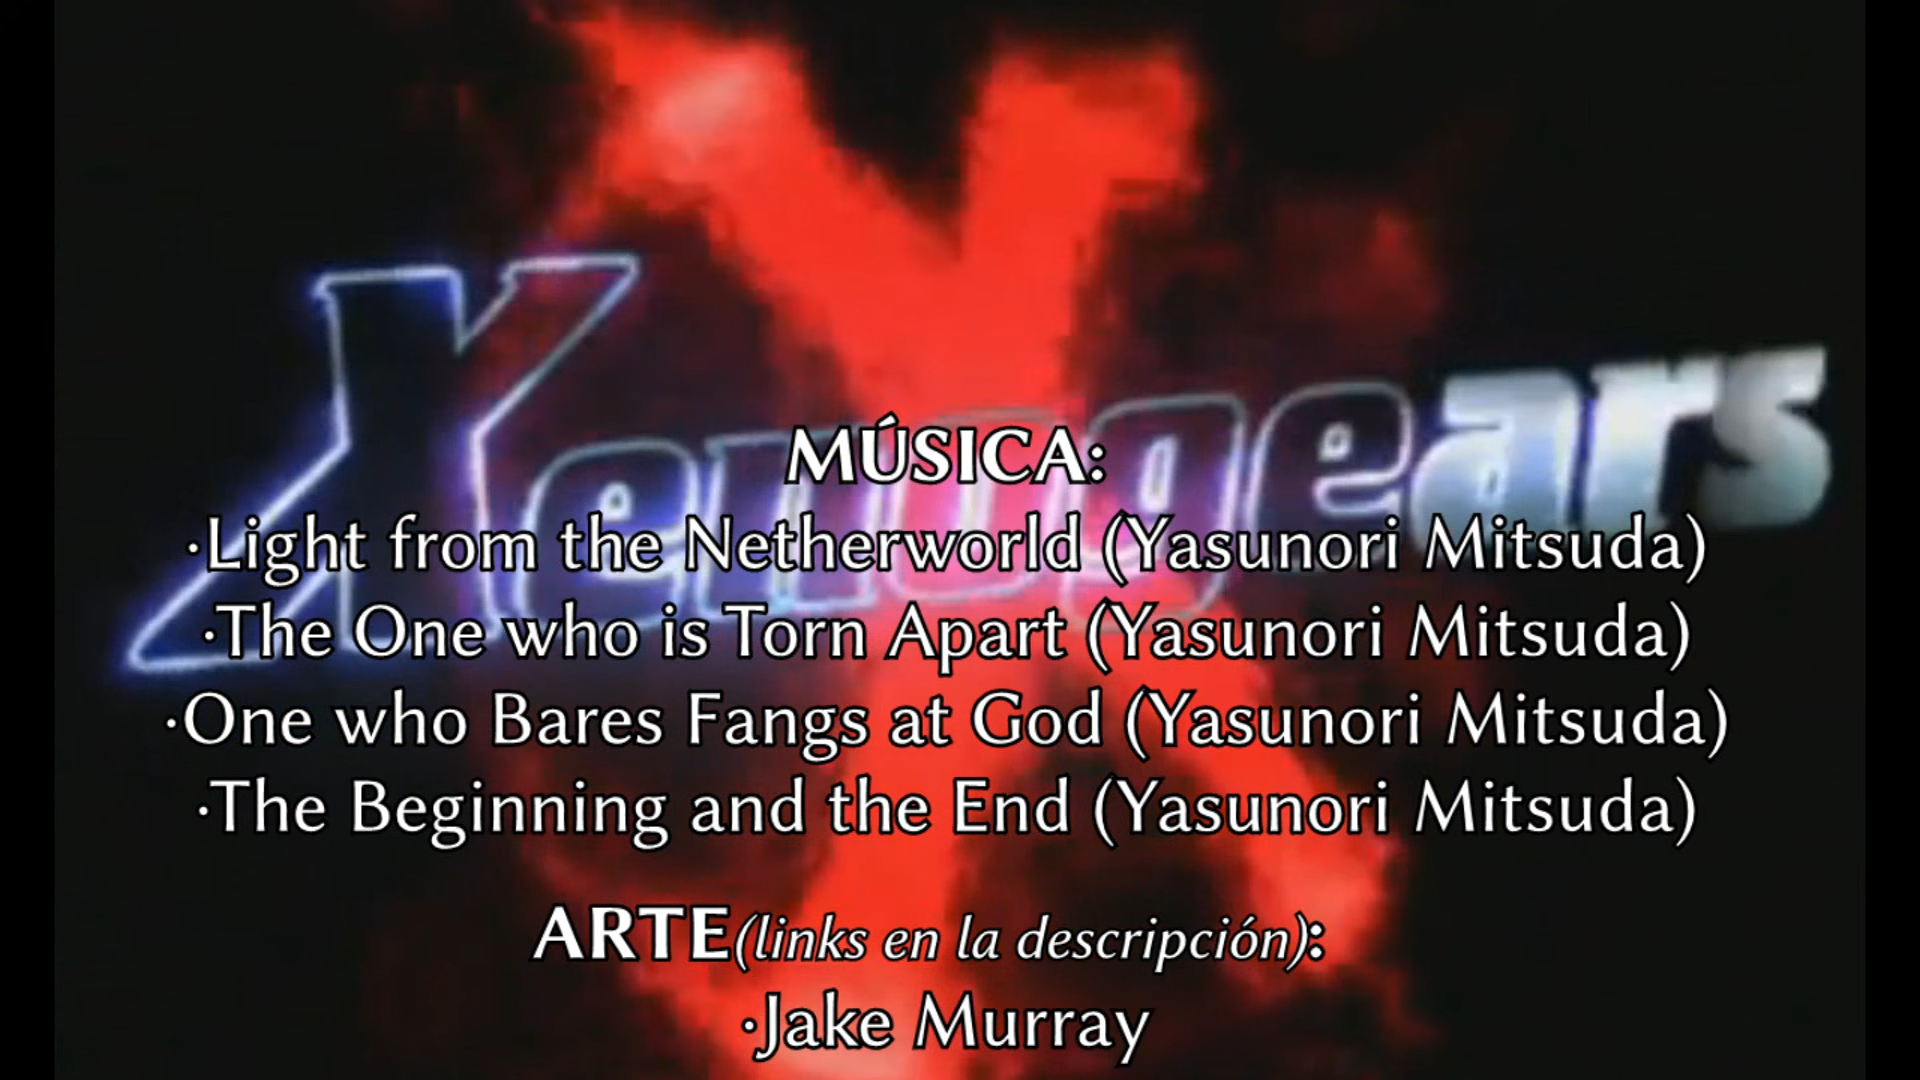 Xenogears
MÚSICA:
·Light from the Netherworld (Yasunori Mitsuda)
·The One who is Torn Apart (Yasunori Mitsuda)
·One who Bares Fangs at God (Yasunori Mitsuda)
·The Beginning and the End (Yasunori Mitsuda)
ARTE(links en la descripción):
·Jake Murray